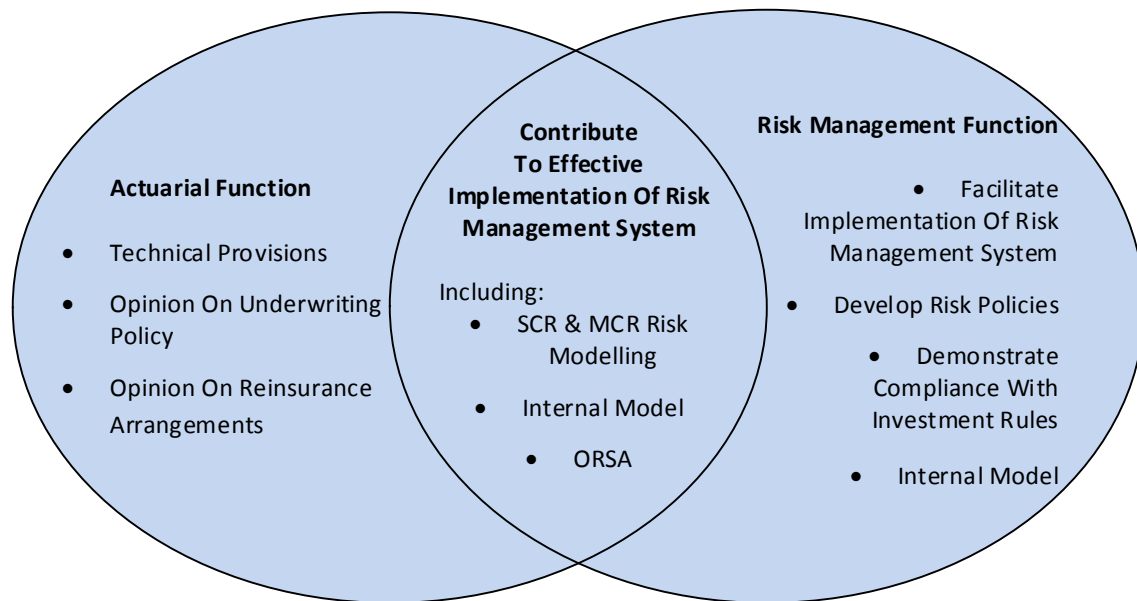 Actuarial Function
• Technical Provisions
• Opinion On Underwriting
Policy
• Opinion On Reinsurance
Arrangements
Contribute
To Effective
Implementation Of Risk
Management System
Including:
• SCR & MCR Risk
Modelling
• Internal Model
• ORSA
Risk Management Function
• Facilitate
Implementation Of Risk
Management System
• Develop Risk Policies
• Demonstrate
Compliance With
Investment Rules
• Internal Model